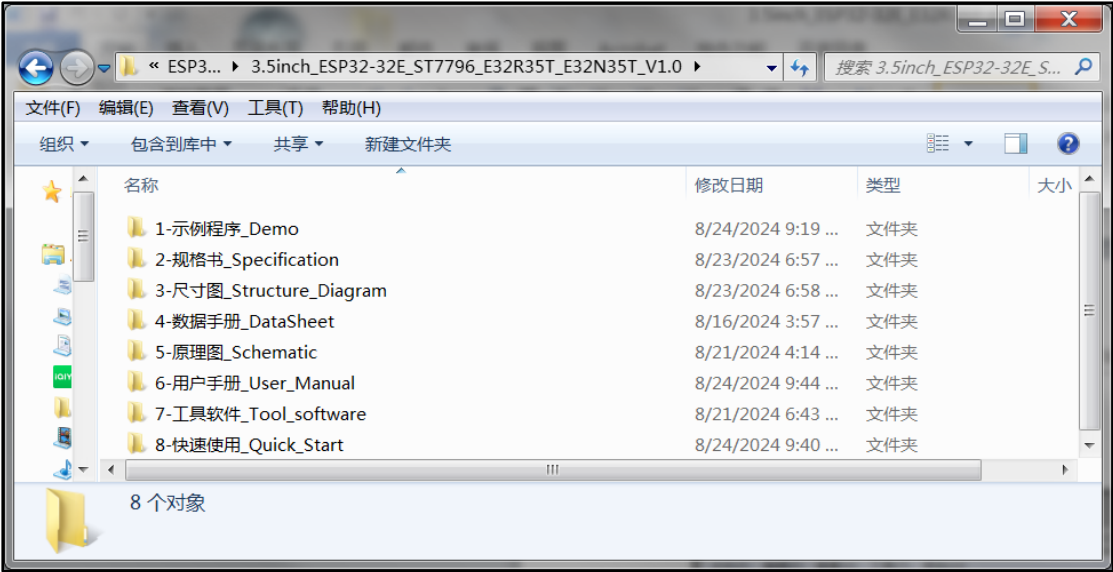 « ESP3... ▸ 3.5inch_ESP32-32E_ST7796_E32R35T_E32N35T_V1.0 ▸
搜索 3.5inch_ESP32-32E_S...
文件(F) 编辑(E) 查看(V) 工具(T) 帮助(H)
组织 包含到库中 共享 新建文件夹
名称 修改日期 类型 大小
1-示例程序_Demo 8/24/2024 9:19 ... 文件夹
2-规格书_Specification 8/23/2024 6:57 ... 文件夹
3-尺寸图_Structure_Diagram 8/23/2024 6:58 ... 文件夹
4-数据手册_DataSheet 8/16/2024 3:57 ... 文件夹
5-原理图_Schematic 8/21/2024 4:14 ... 文件夹
6-用户手册_User_Manual 8/24/2024 9:44 ... 文件夹
7-工具软件_Tool_software 8/21/2024 6:43 ... 文件夹
8-快速使用_Quick_Start 8/24/2024 9:40 ... 文件夹
8 个对象